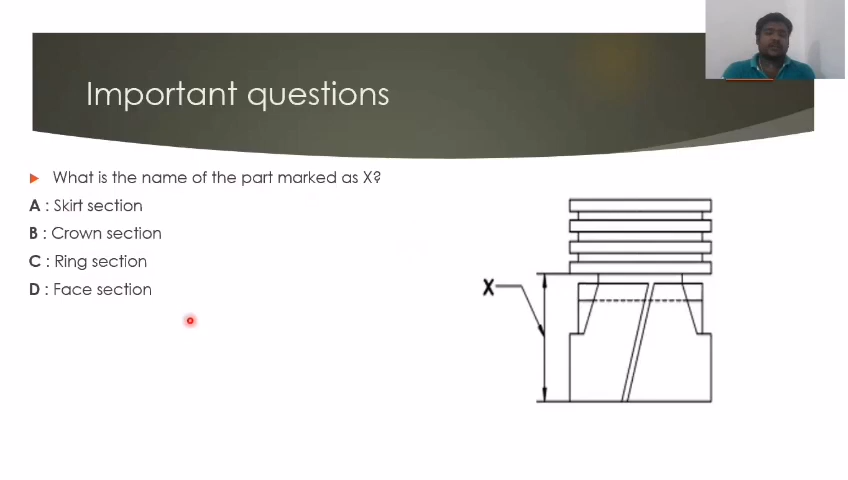 Important questions
What is the name of the part marked as X?
A : Skirt section
B : Crown section
C : Ring section
D : Face section
X